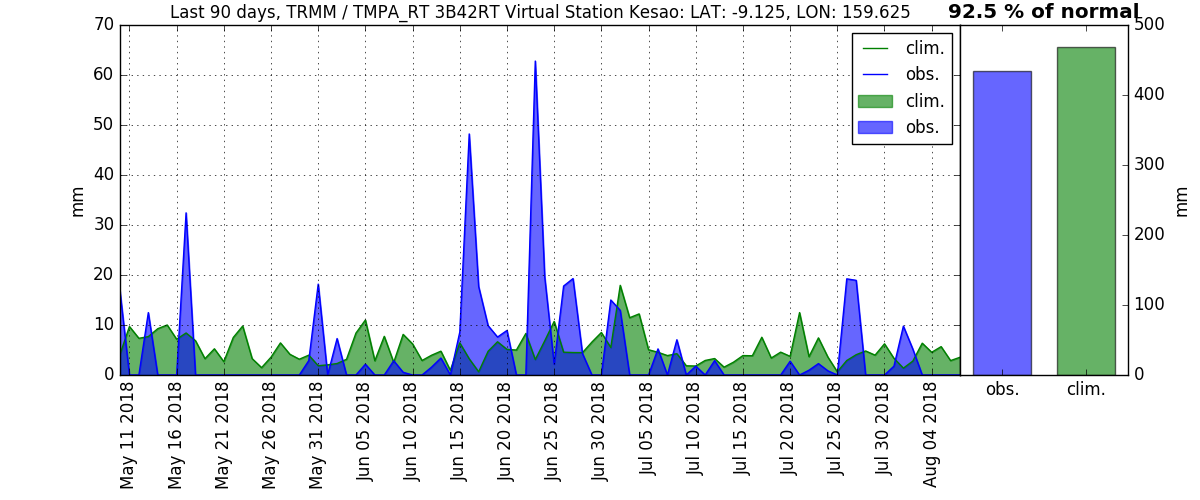 Last 90 days, TRMM / TMPA_RT 3B42RT Virtual Station Kesao: LAT: -9.125, LON: 159.625
92.5 % of normal
70
60
50
40
30
20
10
0
mm
clim.
obs.
clim.
obs.
500
400
300
200
100
0
mm
obs.
clim.
May 11 2018
May 16 2018
May 21 2018
May 26 2018
May 31 2018
Jun 05 2018
Jun 10 2018
Jun 15 2018
Jun 20 2018
Jun 25 2018
Jun 30 2018
Jul 05 2018
Jul 10 2018
Jul 15 2018
Jul 20 2018
Jul 25 2018
Jul 30 2018
Aug 04 2018